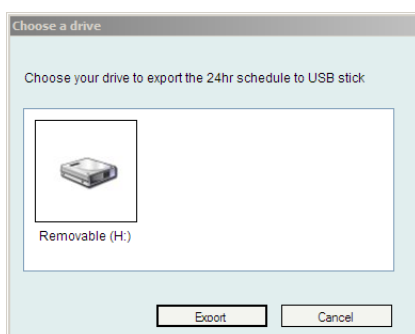 Choose a drive
Choose your drive to export the 24hr schedule to USB stick
Removable (H:)
Export
Cancel